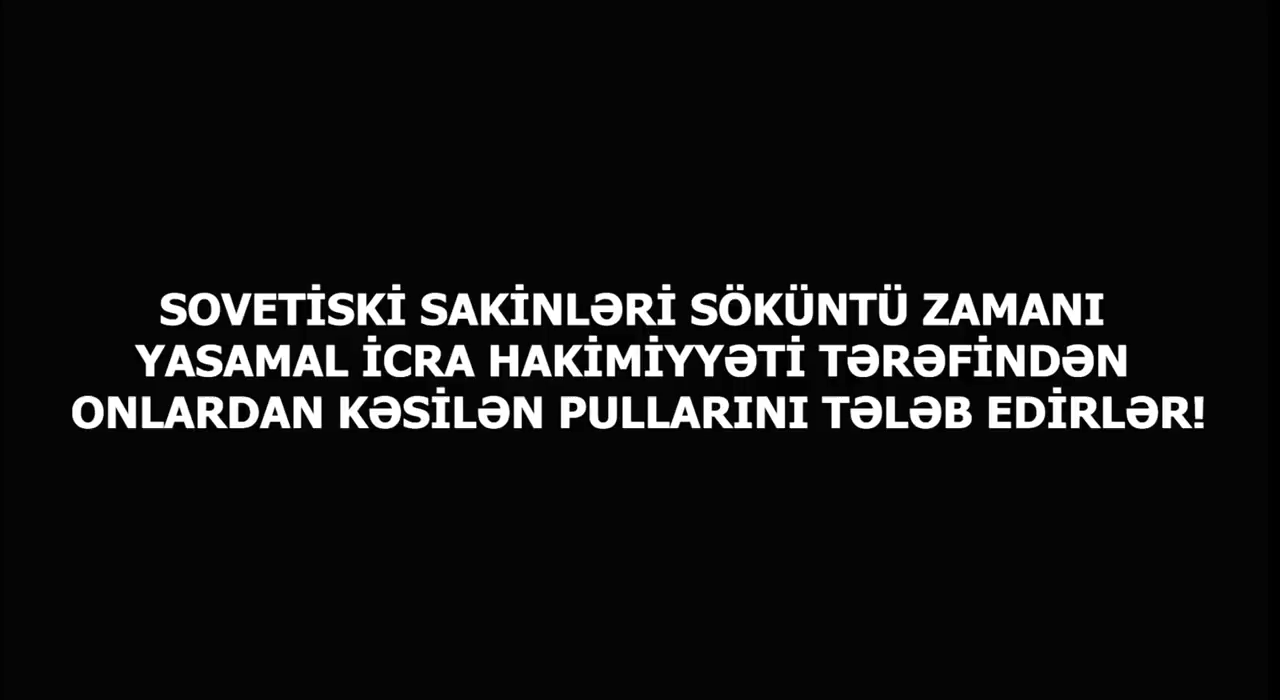 SOVETİSKİ SAKİNLƏRİ SÖKÜNTÜ ZAMANI
YASAMAL İCRA HAKİMİYYƏTİ TƏRƏFİNDƏN
ONLARDAN KƏSİLƏN PULLARINI TƏLƏB EDİRLƏR!